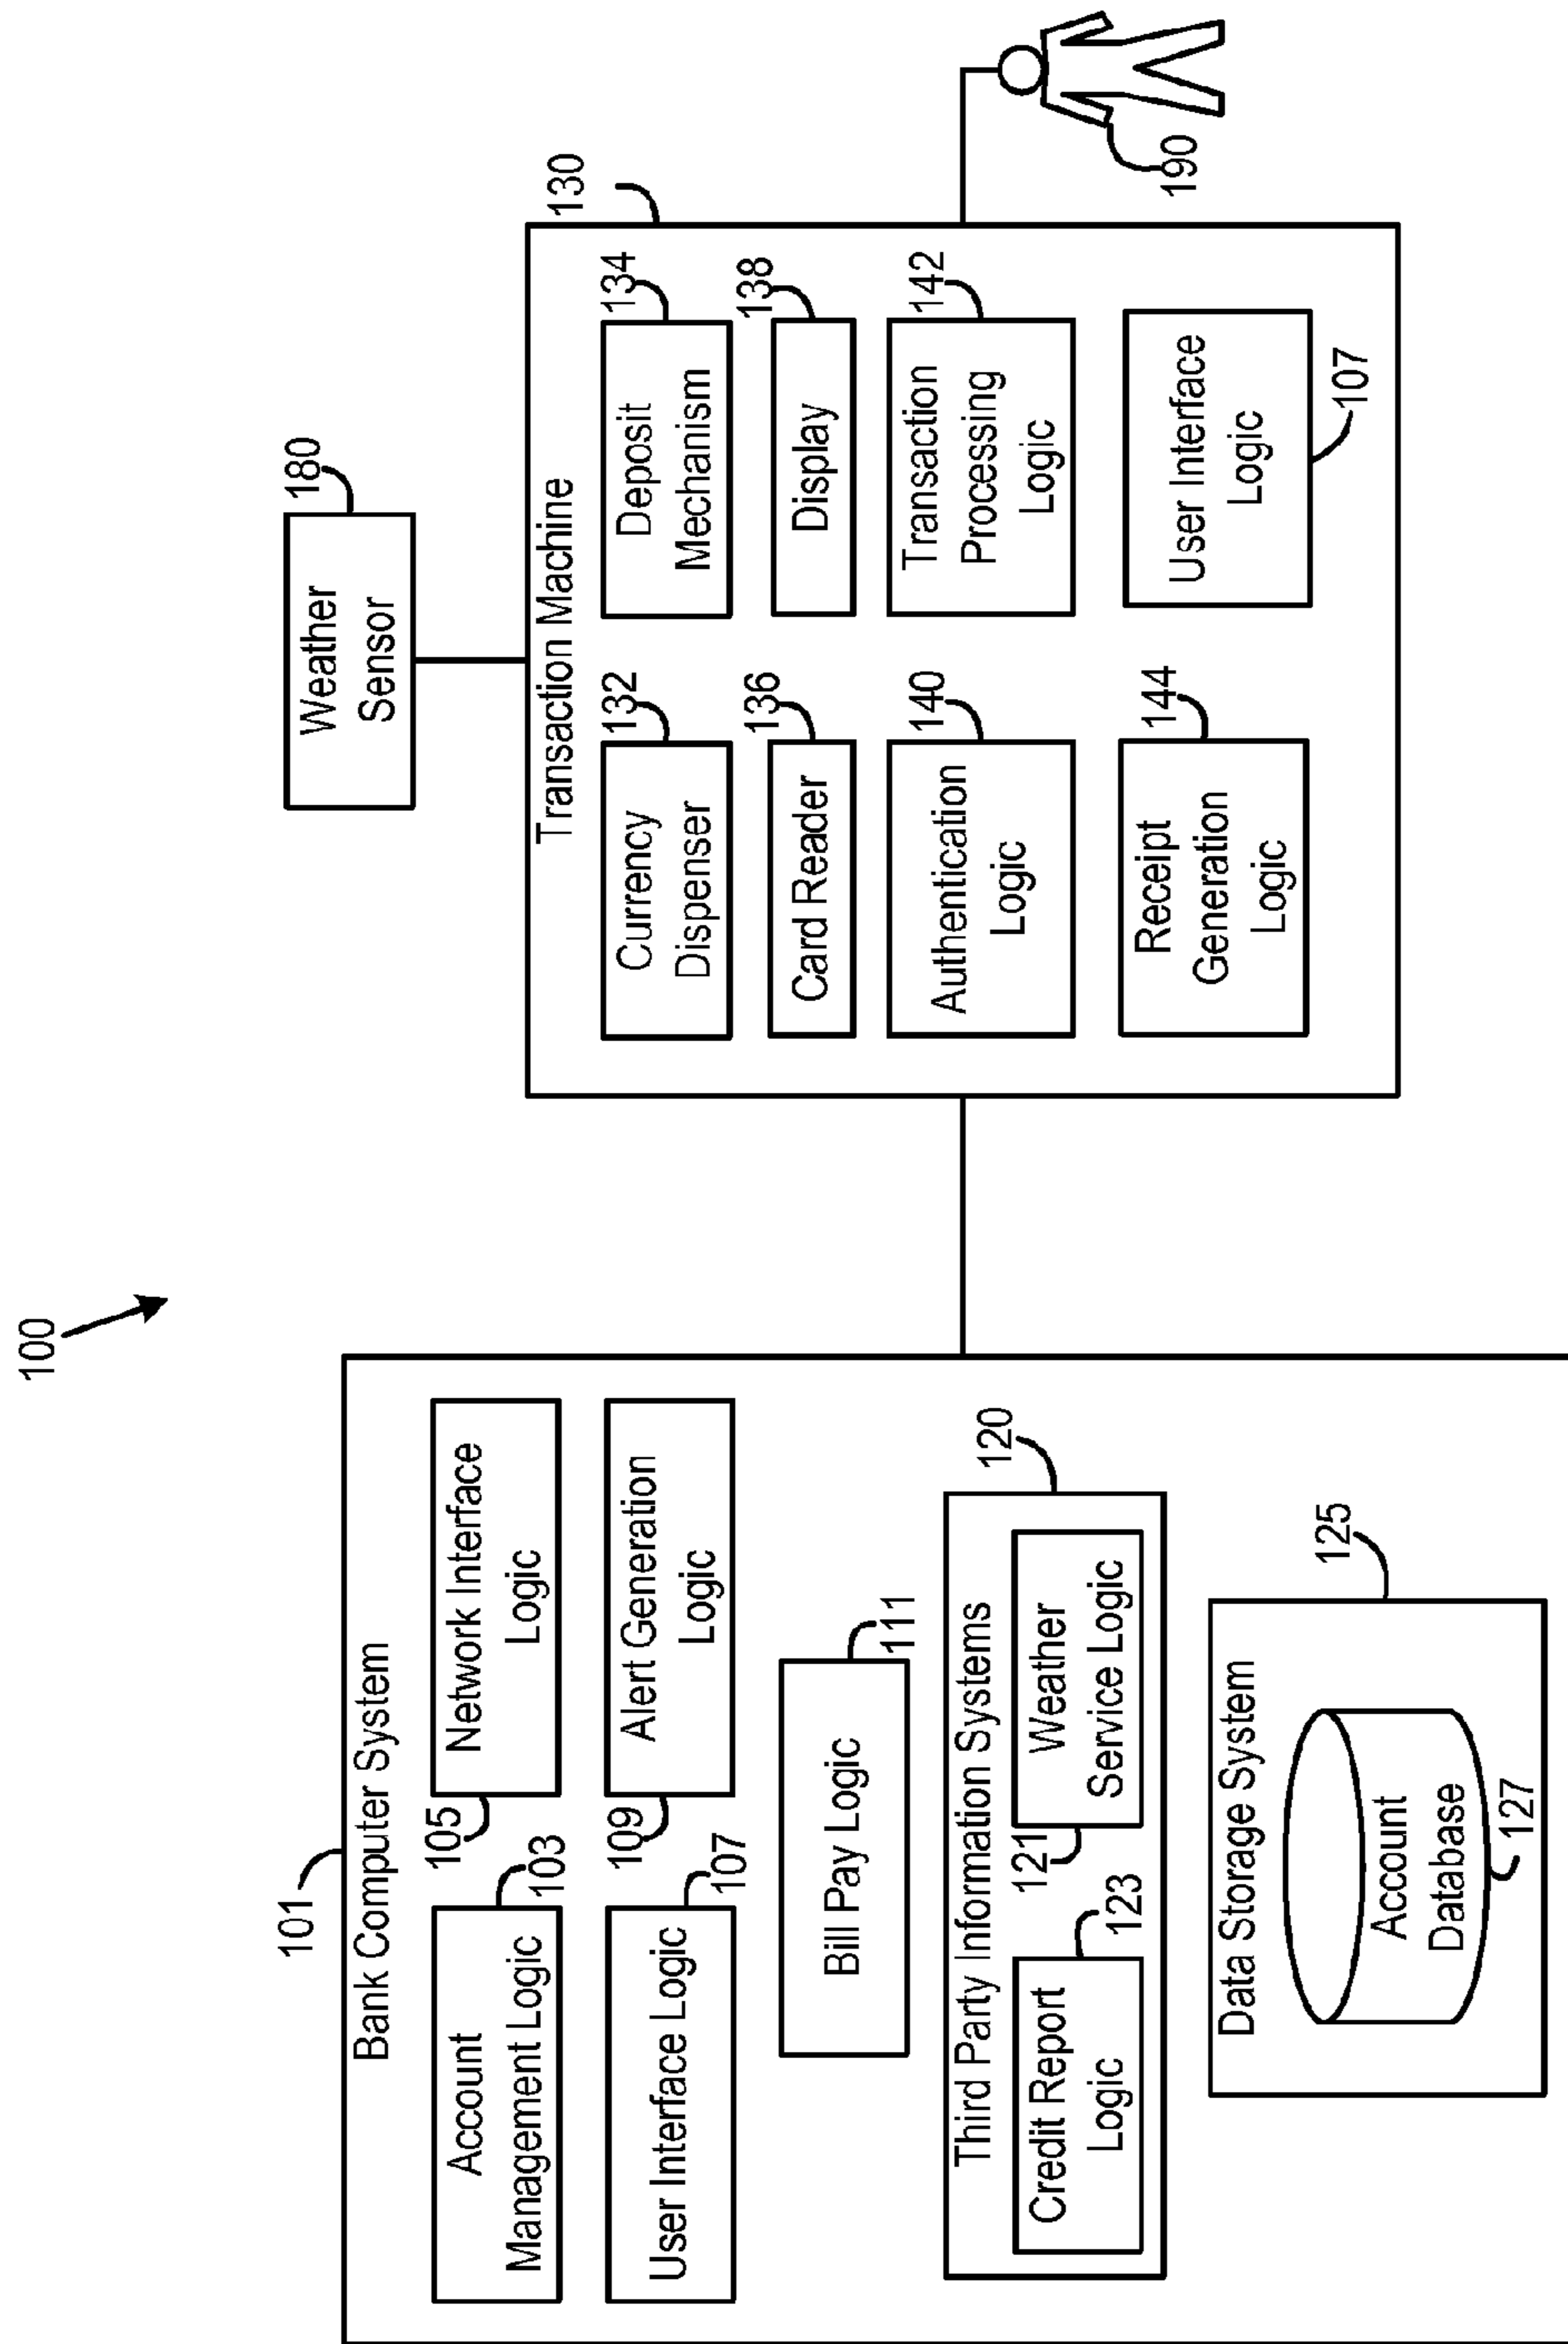 100
101
Bank Computer System
Account
Management Logic
103
105
Network Interface
Logic
User Interface Logic
107
109
Alert Generation
Logic
Bill Pay Logic
111
Third Party Information Systems
120
Credit Report
Logic
123
121
Weather
Service Logic
Data Storage System
125
Account
Database
127
Weather
Sensor
180
Transaction Machine
130
Currency
Dispenser
132
Deposit
Mechanism
134
Card Reader
136
Display
138
Authentication
Logic
140
Transaction
Processing
Logic
142
Receipt
Generation
Logic
144
User Interface
Logic
107
190